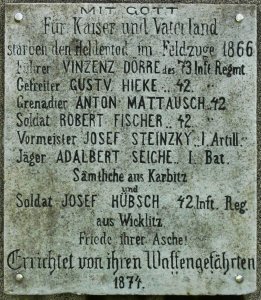 MIT GOTT
Für Kaiser und Vaterland
starben den Heldentod im Feldzuge 1866
Führer VINZENZ DÖRRE des 73 Inft. Regmt.
Gefreiter GUSTV HIEKE .. 42. "
Grenadier ANTON MATTAUSCH 42 "
Soldat ROBERT FISCHER .. 42. "
Vormeister JOSEF STEINZKY .. I. Artill.
Jäger ADALBERT SEICHE .. I. Bat.
Sämtliche aus Karbitz
und
Soldat JOSEF HÜBSCH, 42. Inft. Reg.
aus Wicklitz.
Friede ihrer Asche!
Errichtet von ihren Waffengefährten
1874.